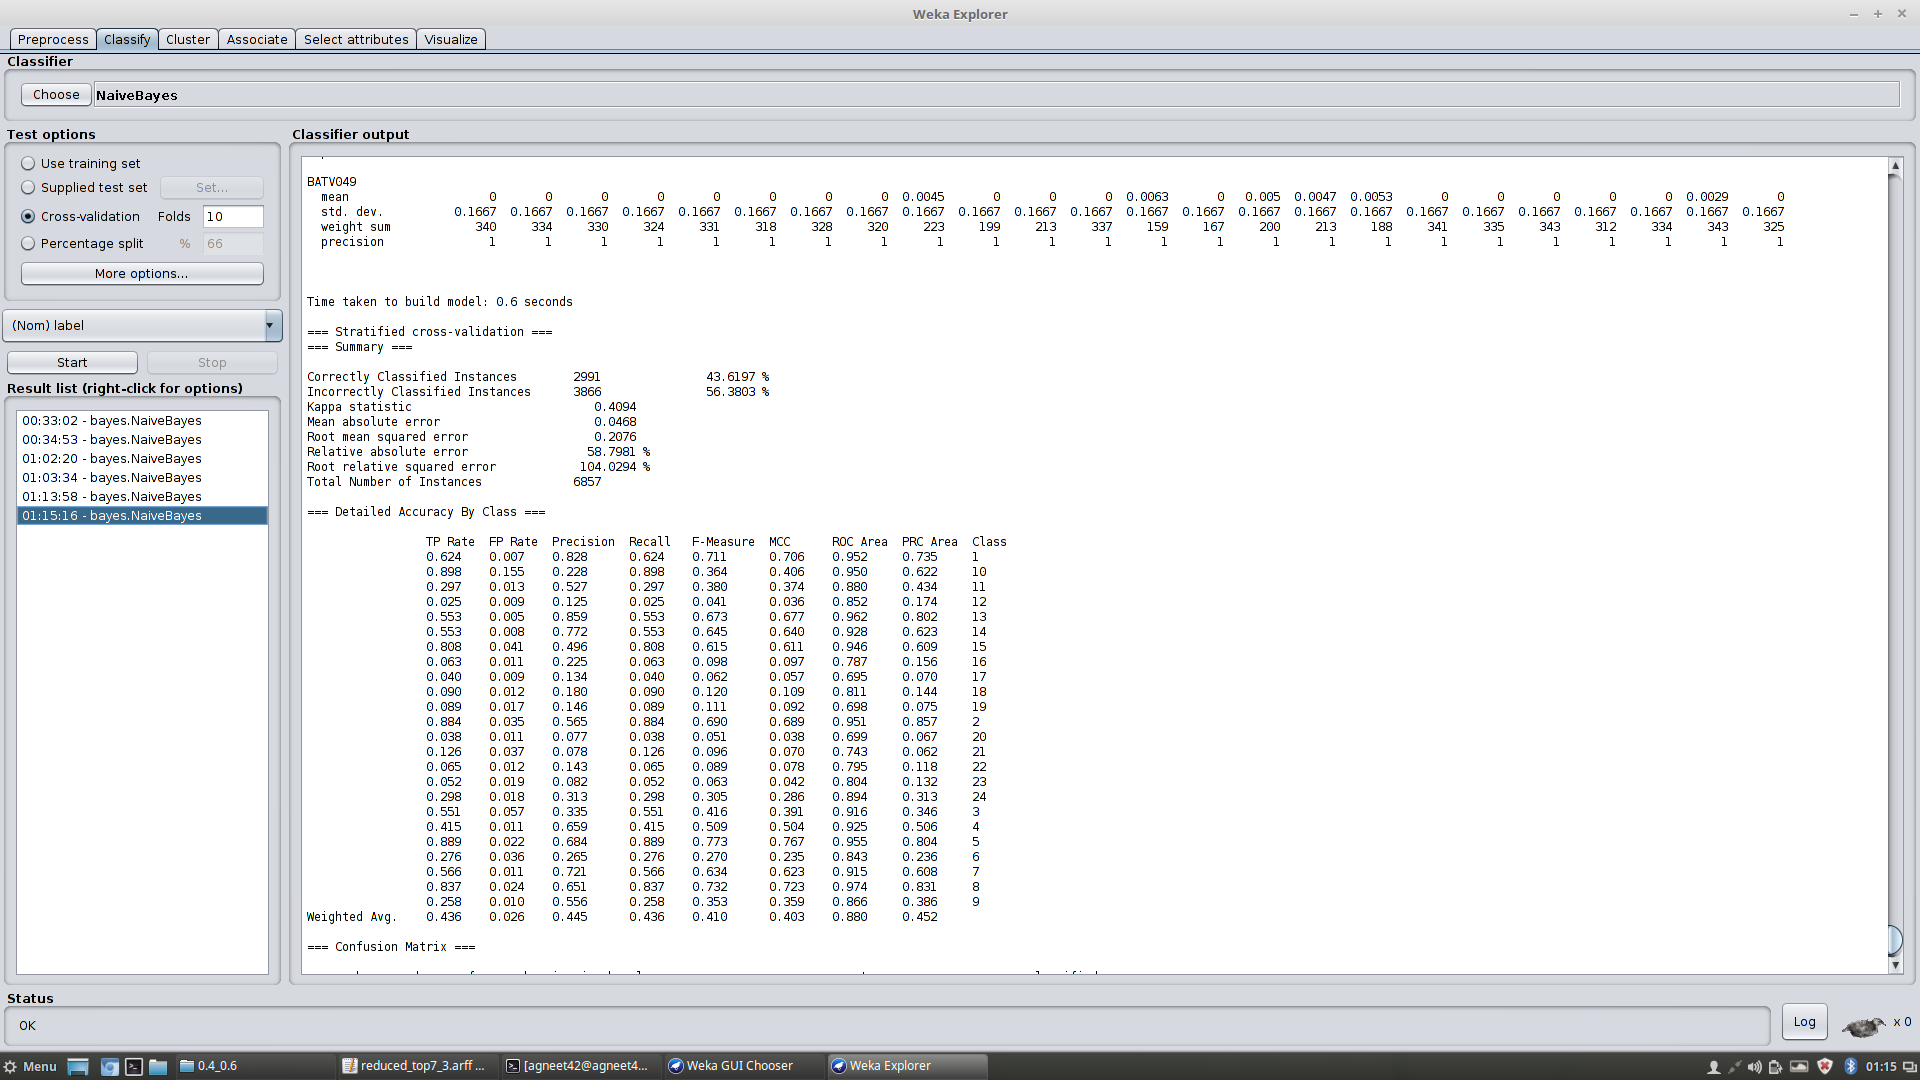 Weka Explorer
Preprocess Classify Cluster Associate Select attributes Visualize
Classifier
Choose NaiveBayes
Test options
Use training set
Supplied test set Set...
Cross-validation Folds 10
Percentage split % 66
More options...
(Nom) label
Start Stop
Result list (right-click for options)
00:33:02 - bayes.NaiveBayes
00:34:53 - bayes.NaiveBayes
01:02:20 - bayes.NaiveBayes
01:03:34 - bayes.NaiveBayes
01:13:58 - bayes.NaiveBayes
01:15:16 - bayes.NaiveBayes
Classifier output
BATV049
mean 0 0 0 0 0 0 0 0 0.0045 0 0 0 0.0063 0 0.005 0.0047 0.0053 0 0 0 0 0 0.0029 0
std. dev. 0.1667 0.1667 0.1667 0.1667 0.1667 0.1667 0.1667 0.1667 0.1667 0.1667 0.1667 0.1667 0.1667 0.1667 0.1667 0.1667 0.1667 0.1667 0.1667 0.1667 0.1667 0.1667 0.1667 0.1667
weight sum 340 334 330 324 331 318 328 320 223 199 213 337 159 167 200 213 188 341 335 343 312 334 343 325
precision 1 1 1 1 1 1 1 1 1 1 1 1 1 1 1 1 1 1 1 1 1 1 1 1
Time taken to build model: 0.6 seconds
=== Stratified cross-validation ===
=== Summary ===
Correctly Classified Instances 2991 43.6197 %
Incorrectly Classified Instances 3866 56.3803 %
Kappa statistic 0.4094
Mean absolute error 0.0468
Root mean squared error 0.2076
Relative absolute error 58.7981 %
Root relative squared error 104.0294 %
Total Number of Instances 6857
=== Detailed Accuracy By Class ===
TP Rate FP Rate Precision Recall F-Measure MCC ROC Area PRC Area Class
0.624 0.007 0.828 0.624 0.711 0.706 0.952 0.735 1
0.898 0.155 0.228 0.898 0.364 0.406 0.950 0.622 10
0.297 0.013 0.527 0.297 0.380 0.374 0.880 0.434 11
0.025 0.009 0.125 0.025 0.041 0.036 0.852 0.174 12
0.553 0.005 0.859 0.553 0.673 0.677 0.962 0.802 13
0.553 0.008 0.772 0.553 0.645 0.640 0.928 0.623 14
0.808 0.041 0.496 0.808 0.615 0.611 0.946 0.609 15
0.063 0.011 0.225 0.063 0.098 0.097 0.787 0.156 16
0.040 0.009 0.134 0.040 0.062 0.057 0.695 0.070 17
0.090 0.012 0.180 0.090 0.120 0.109 0.811 0.144 18
0.089 0.017 0.146 0.089 0.111 0.092 0.698 0.075 19
0.884 0.035 0.565 0.884 0.690 0.689 0.951 0.857 2
0.038 0.011 0.077 0.038 0.051 0.038 0.699 0.067 20
0.126 0.037 0.078 0.126 0.096 0.070 0.743 0.062 21
0.065 0.012 0.143 0.065 0.089 0.078 0.795 0.118 22
0.052 0.019 0.082 0.052 0.063 0.042 0.804 0.132 23
0.298 0.018 0.313 0.298 0.305 0.286 0.894 0.313 24
0.551 0.057 0.335 0.551 0.416 0.391 0.916 0.346 3
0.415 0.011 0.659 0.415 0.509 0.504 0.925 0.506 4
0.889 0.022 0.684 0.889 0.773 0.767 0.955 0.804 5
0.276 0.036 0.265 0.276 0.270 0.235 0.843 0.236 6
0.566 0.011 0.721 0.566 0.634 0.623 0.915 0.608 7
0.837 0.024 0.651 0.837 0.732 0.723 0.974 0.831 8
0.258 0.010 0.556 0.258 0.353 0.359 0.866 0.386 9
Weighted Avg. 0.436 0.026 0.445 0.436 0.410 0.403 0.880 0.452
=== Confusion Matrix ===
Status
OK
Log x 0
Menu 0.4_0.6 reduced_top7_3.arff ... [agneet42@agneet4... Weka GUI Chooser Weka Explorer 01:15